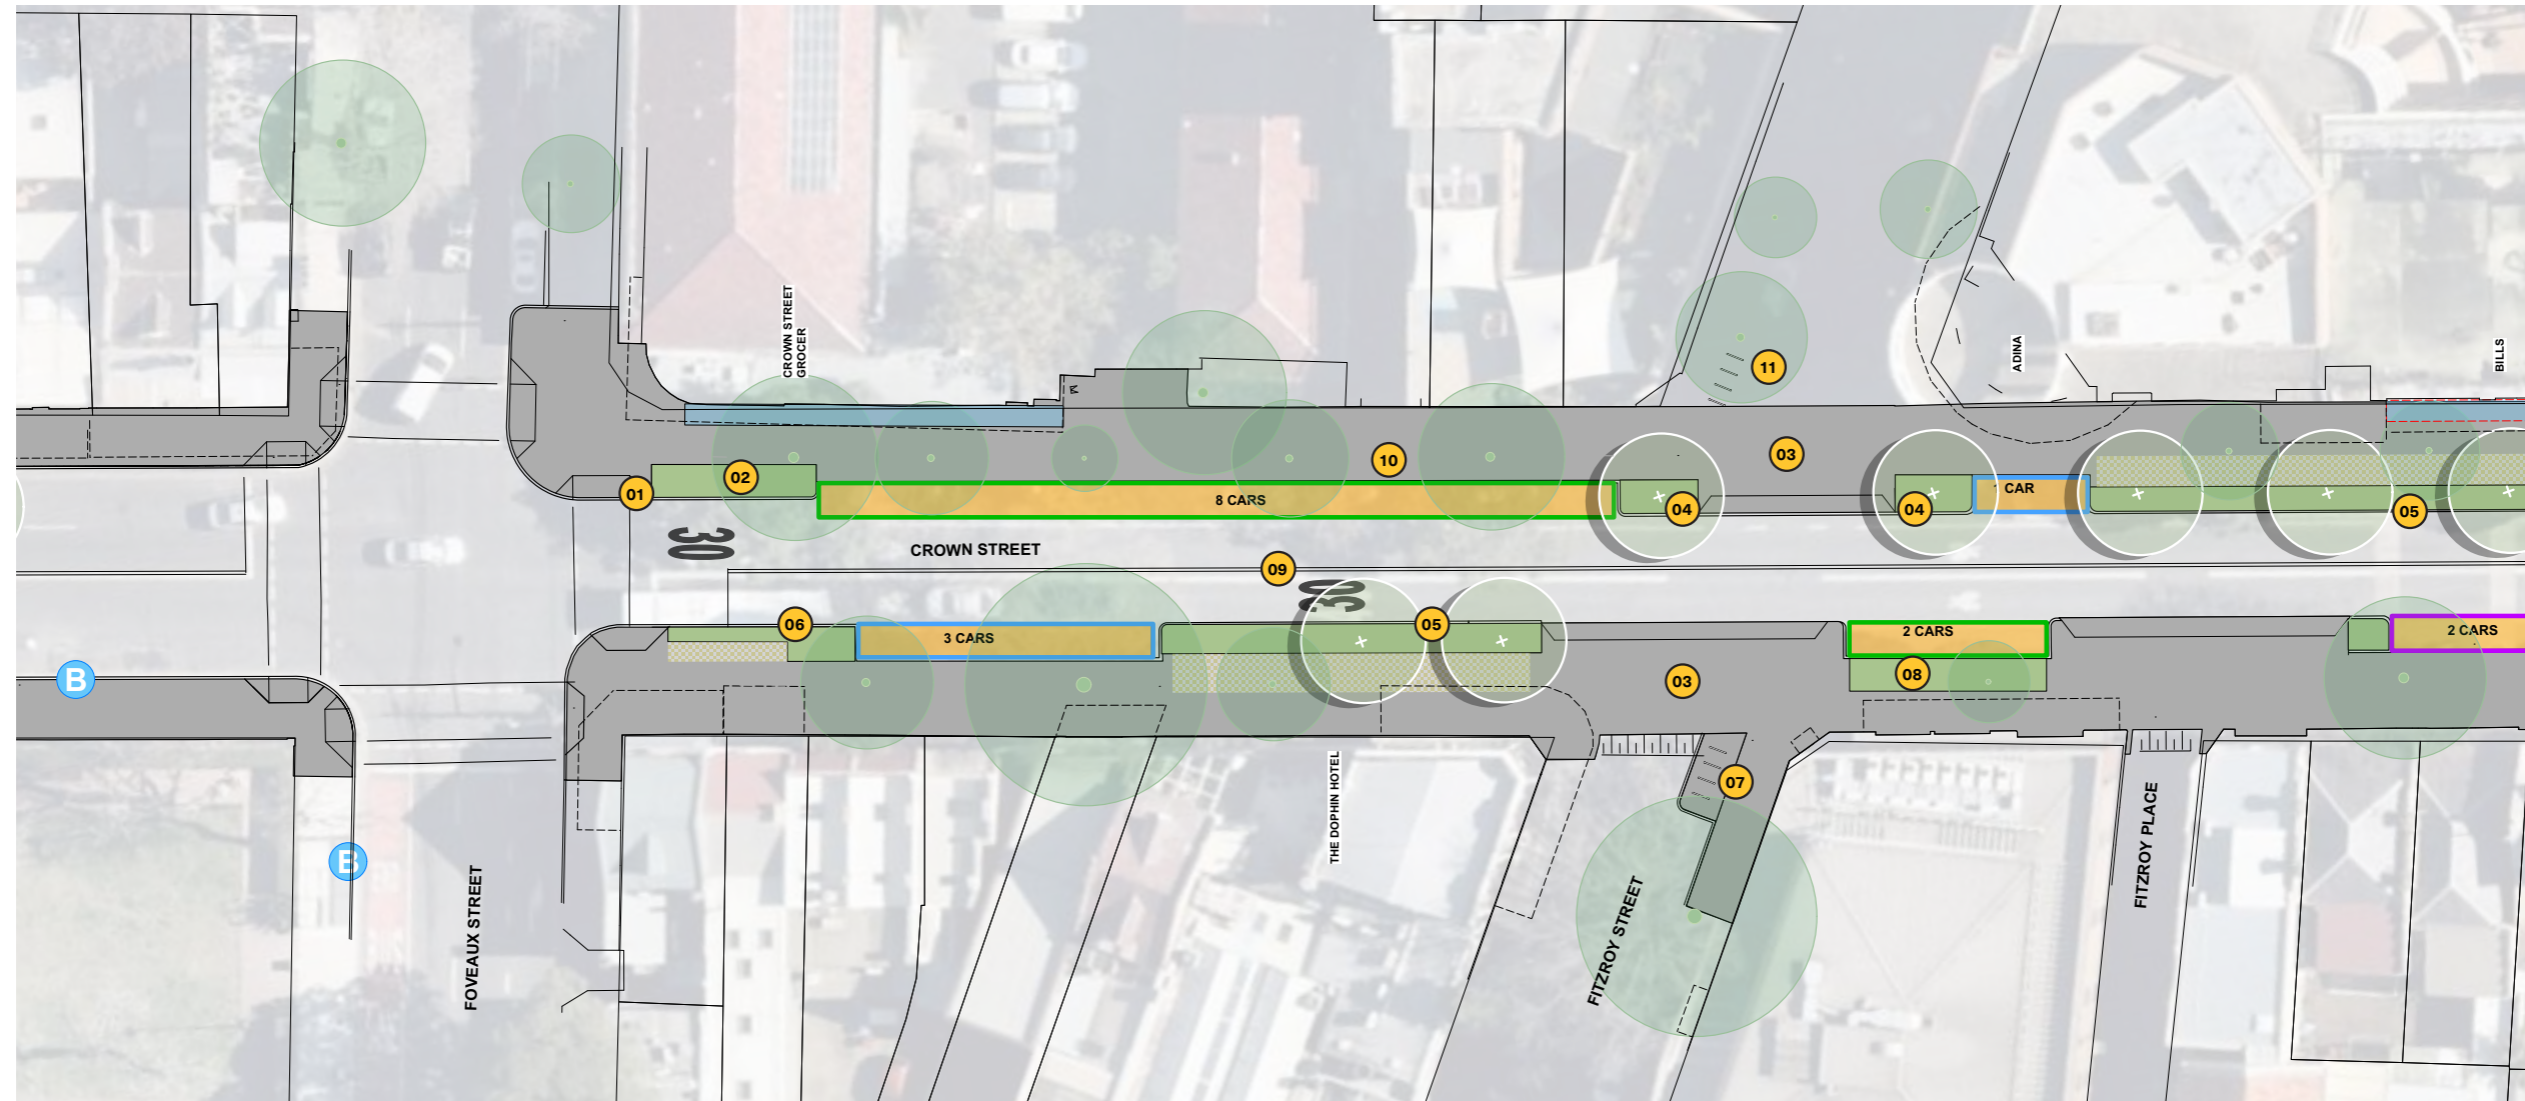 CROWN STREET
GROCER
ADINA
BILLS
11
10
03
02
01
8 CARS
04
04
CAR
05
30
CROWN STREET
09
30
06
3 CARS
05
2 CARS
2 CARS
B
03
08
07
THE DOPHIN HOTEL
B
FOVEAUX STREET
FITZROY STREET
FITZROY PLACE